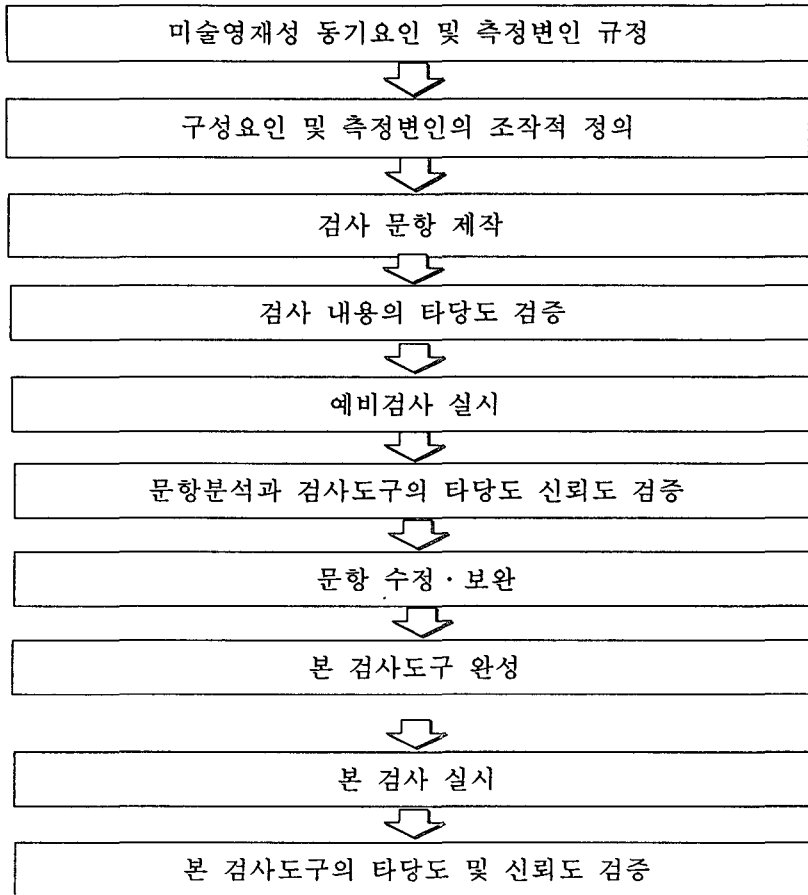 미술영재성 동기요인 및 측정변인 규정
구성요인 및 측정변인의 조작적 정의
검사 문항 제작
검사 내용의 타당도 검증
예비검사 실시
문항분석과 검사도구의 타당도 신뢰도 검증
문항 수정·보완
본 검사도구 완성
본 검사 실시
본 검사도구의 타당도 및 신뢰도 검증